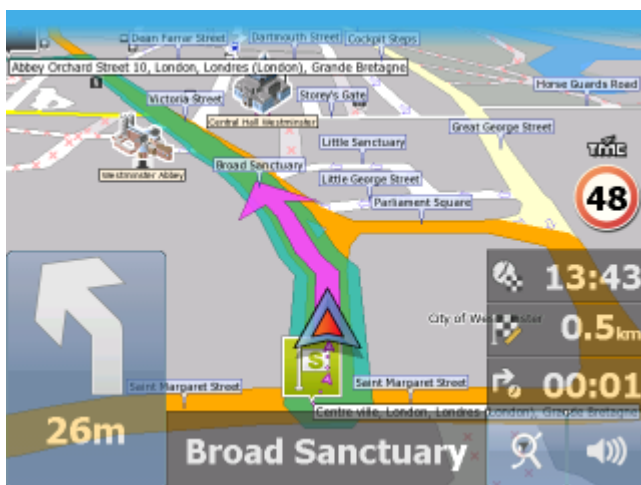 Dean Farrar Street
Dartmouth Street
Cockpit Steps
Abbey Orchard Street 10, London, Londres (London), Grande Bretagne
Horse Guards Road
Victoria Street
Storey's Gate
Central Hall Westminster
Great George Street
Little Sanctuary
TMC
Broad Sanctuary
Westminster Abbey
Little George Street
48
Parliament Square
13:43
City of Westminster
0.5km
S
Saint Margaret Street
Saint Margaret Street
00:01
Centre ville, London, Londres (London), Grande Bretagne
26m
Broad Sanctuary